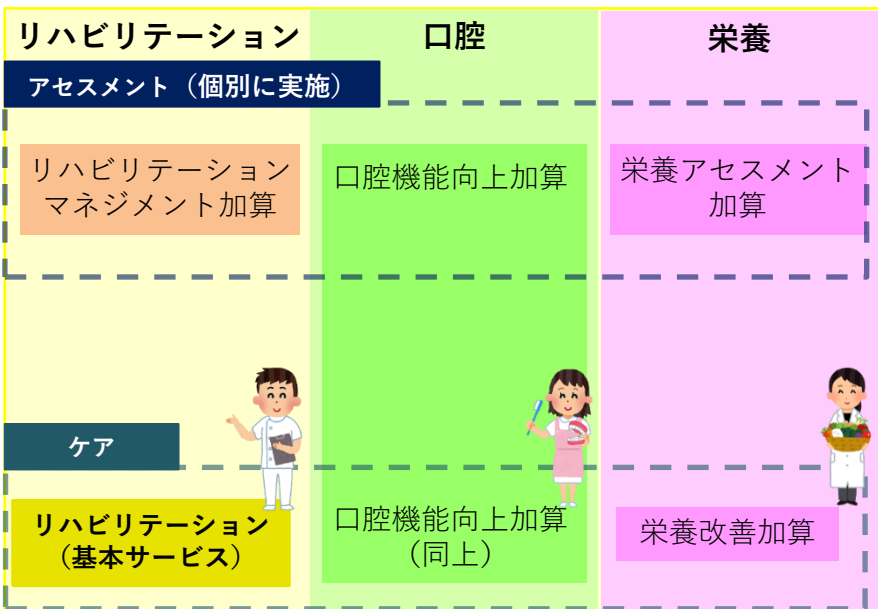 リハビリテーション
口腔
栄養
アセスメント（個別に実施）
リハビリテーション
マネジメント加算
口腔機能向上加算
栄養アセスメント
加算
ケア
リハビリテーション
（基本サービス）
口腔機能向上加算
（同上）
栄養改善加算